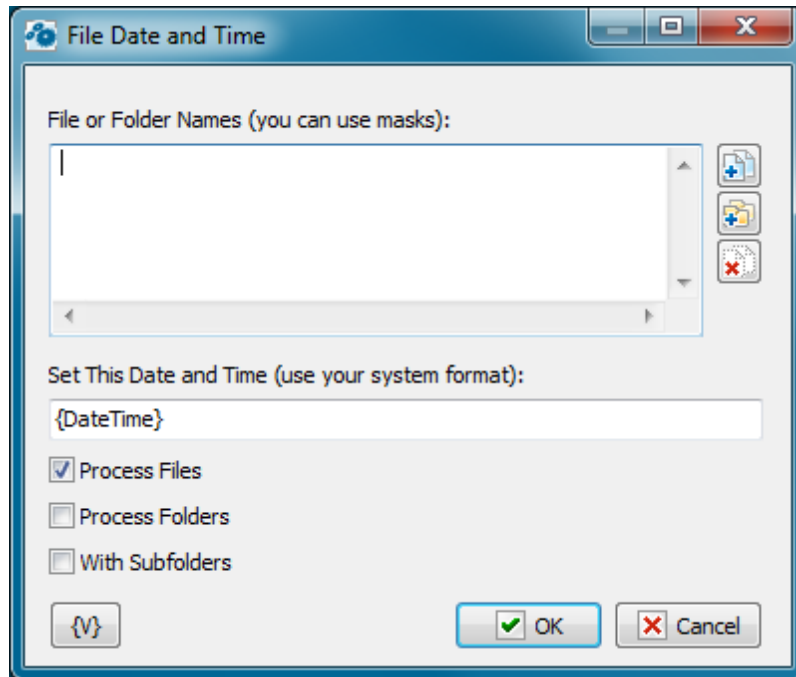 File Date and Time
File or Folder Names (you can use masks):
Set This Date and Time (use your system format):
{DateTime}
Process Files
Process Folders
With Subfolders
{V} OK Cancel